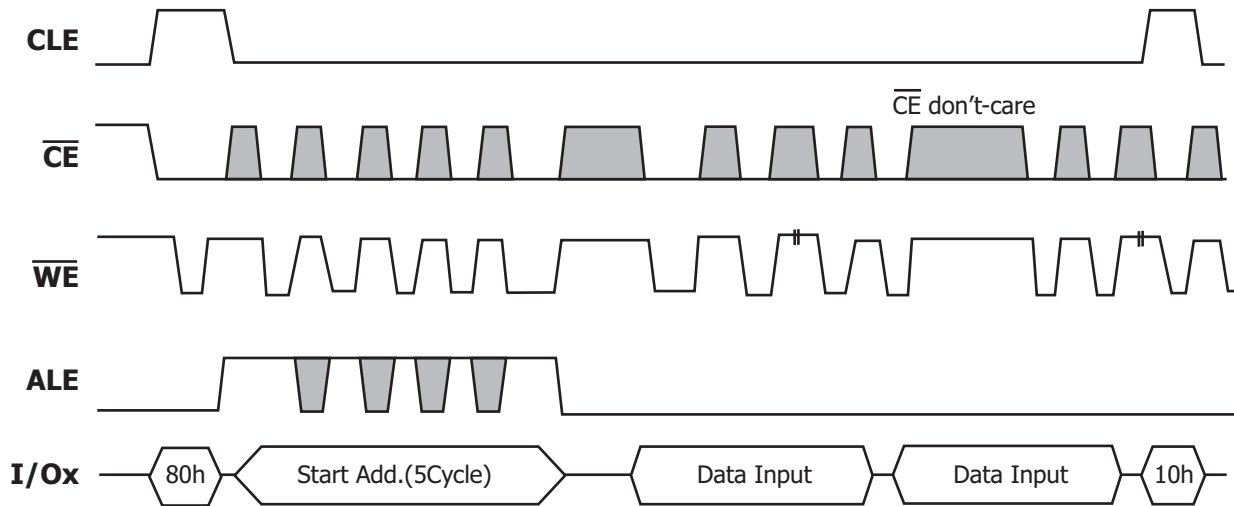 CLE
CE don’t-care
CE
WE
ALE
I/Ox
80h
Start Add.(5Cycle)
Data Input
Data Input
10h